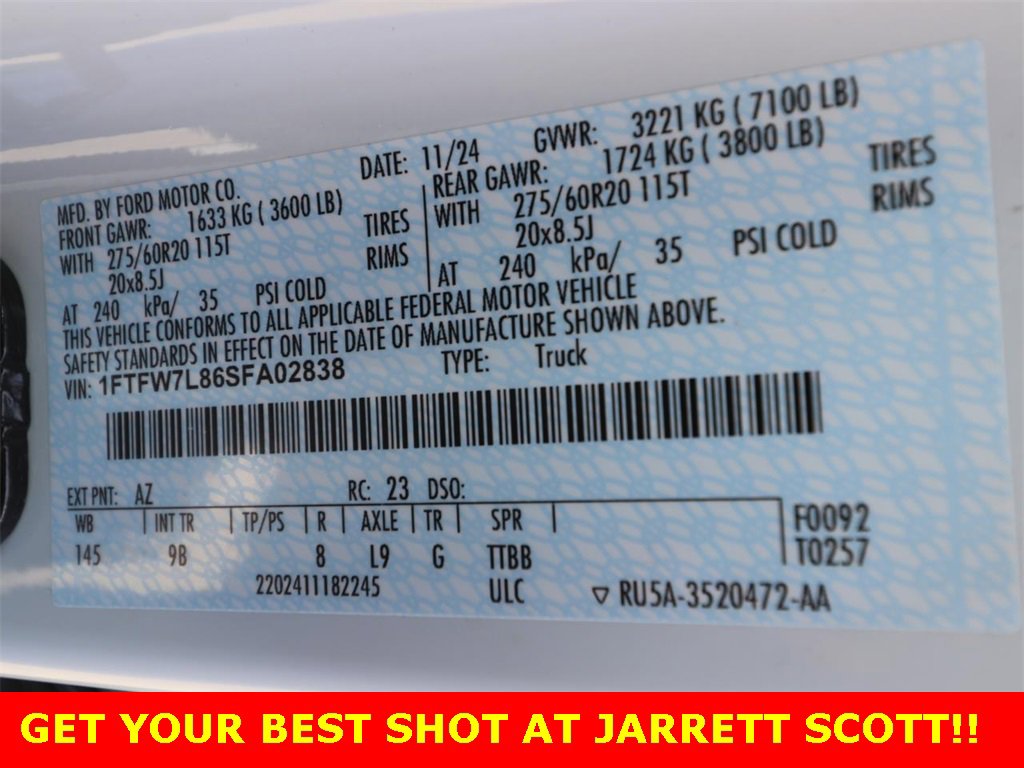 MFD. BY FORD MOTOR CO. DATE: 11/24 GVWR: 3221 KG ( 7100 LB)
FRONT GAWR: 1633 KG ( 3600 LB) REAR GAWR: 1724 KG ( 3800 LB)
WITH 275/60R20 115T TIRES WITH 275/60R20 115T TIRES
20x8.5J RIMS 20x8.5J RIMS
AT 240 kPa/ 35 PSI COLD AT 240 kPa/ 35 PSI COLD
THIS VEHICLE CONFORMS TO ALL APPLICABLE FEDERAL MOTOR VEHICLE
SAFETY STANDARDS IN EFFECT ON THE DATE OF MANUFACTURE SHOWN ABOVE.
VIN: 1FTFW7L86SFA02838 TYPE: Truck
EXT PNT: AZ RC: 23 DSO:
WB INT TR TP/PS R AXLE TR SPR F0092
145 9B 8 L9 G TTBB T0257
2202411182245 ULC ▽ RU5A-3520472-AA
GET YOUR BEST SHOT AT JARRETT SCOTT!!